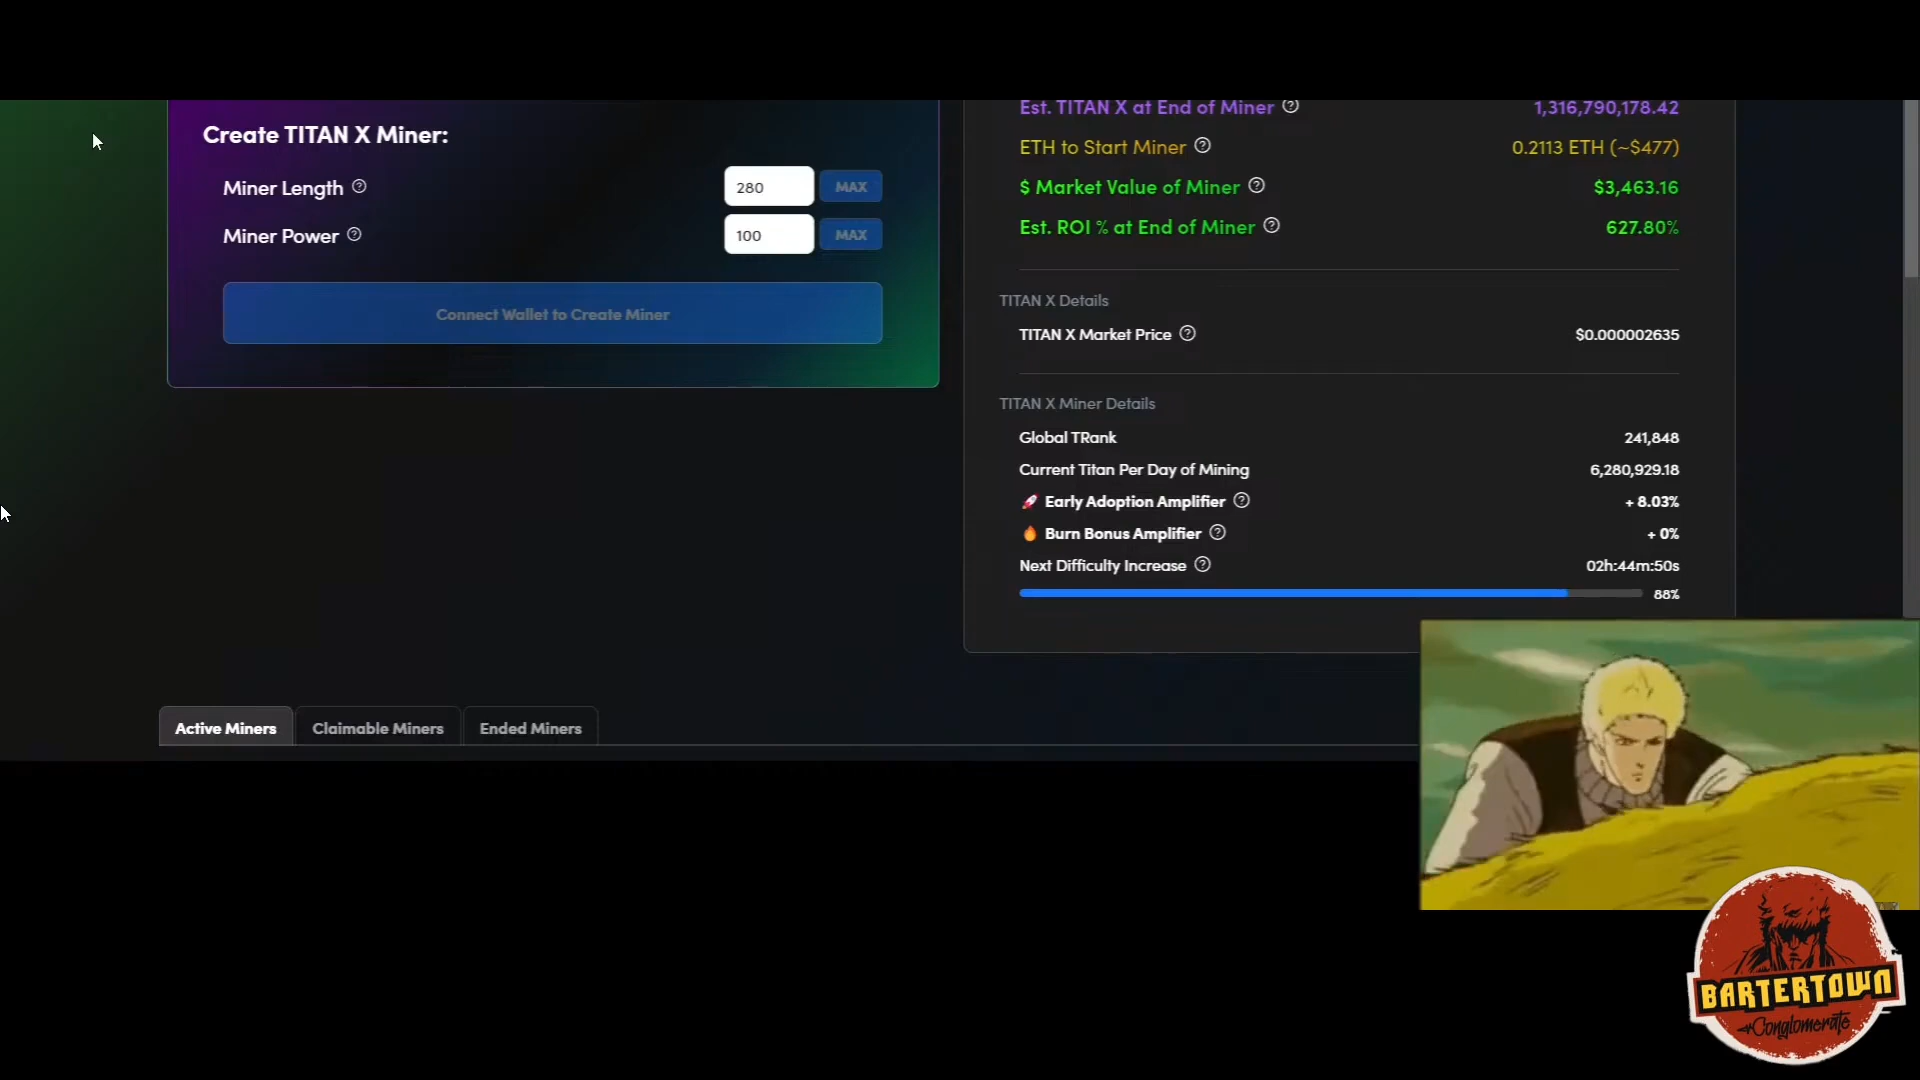 Create TITAN X Miner:
Miner Length
280
MAX
Miner Power
100
MAX
Connect Wallet to Create Miner
Est. TITAN X at End of Miner 1,316,790,178.42
ETH to Start Miner 0.2113 ETH (~$477)
$ Market Value of Miner $3,463.16
Est. ROI % at End of Miner 627.80%
TITAN X Details
TITAN X Market Price $0.000002635
TITAN X Miner Details
Global TRank 241,848
Current Titan Per Day of Mining 6,280,929.18
Early Adoption Amplifier + 8.03%
Burn Bonus Amplifier + 0%
Next Difficulty Increase 02h:44m:50s
88%
Active Miners
Claimable Miners
Ended Miners
BARTERTOWN
Conglomerate